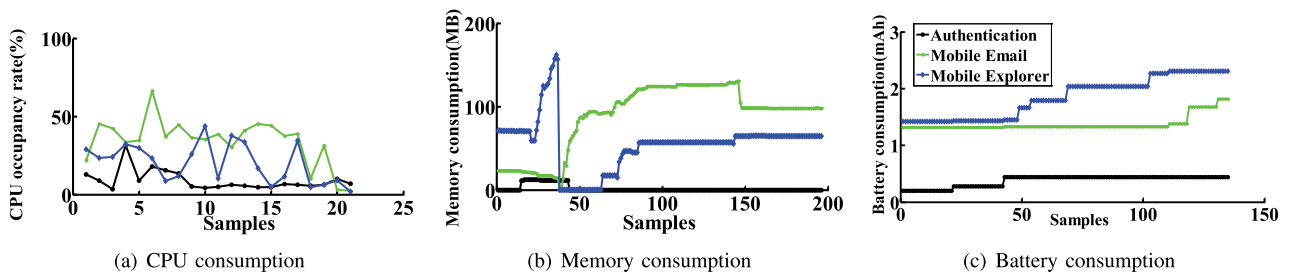 CPU occupancy rate(%)
100
50
0
0 5 10 15 20 25
Samples
(a) CPU consumption
Memory consumption(MB)
200
100
0
0 50 100 150 200
Samples
(b) Memory consumption
Battery consumption(mAh)
3
2
1
0
0 50 100 150
Samples
Authentication
Mobile Email
Mobile Explorer
(c) Battery consumption